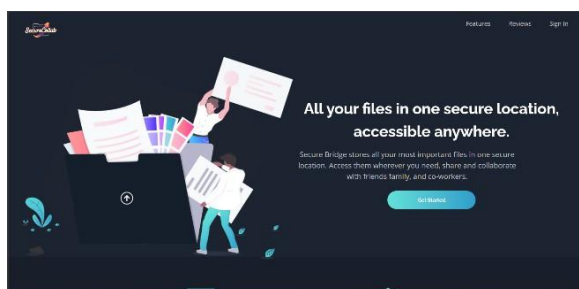 SecureCollab
Features Reviews Sign In
All your files in one secure location,
accessible anywhere.
Secure Bridge stores all your most important files in one secure
location. Access them wherever you need, share and collaborate
with friends family, and co-workers.
Get Started